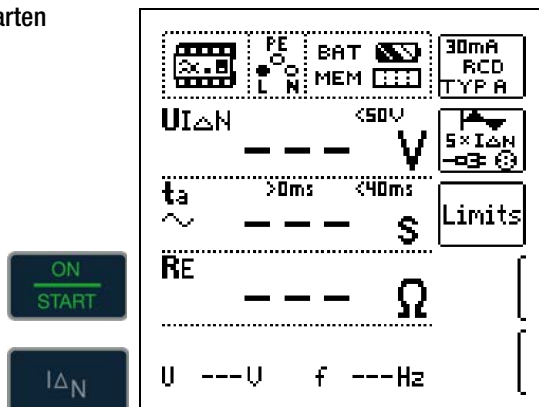 arten
PE
L N
BAT
MEM
30mA
RCD
TYP A
UI△N <50V
--- V
5×I△N
ta >0ms <40ms
~ --- s
Limits
RE
--- Ω
ON
START
I△N
U ---V f ---Hz